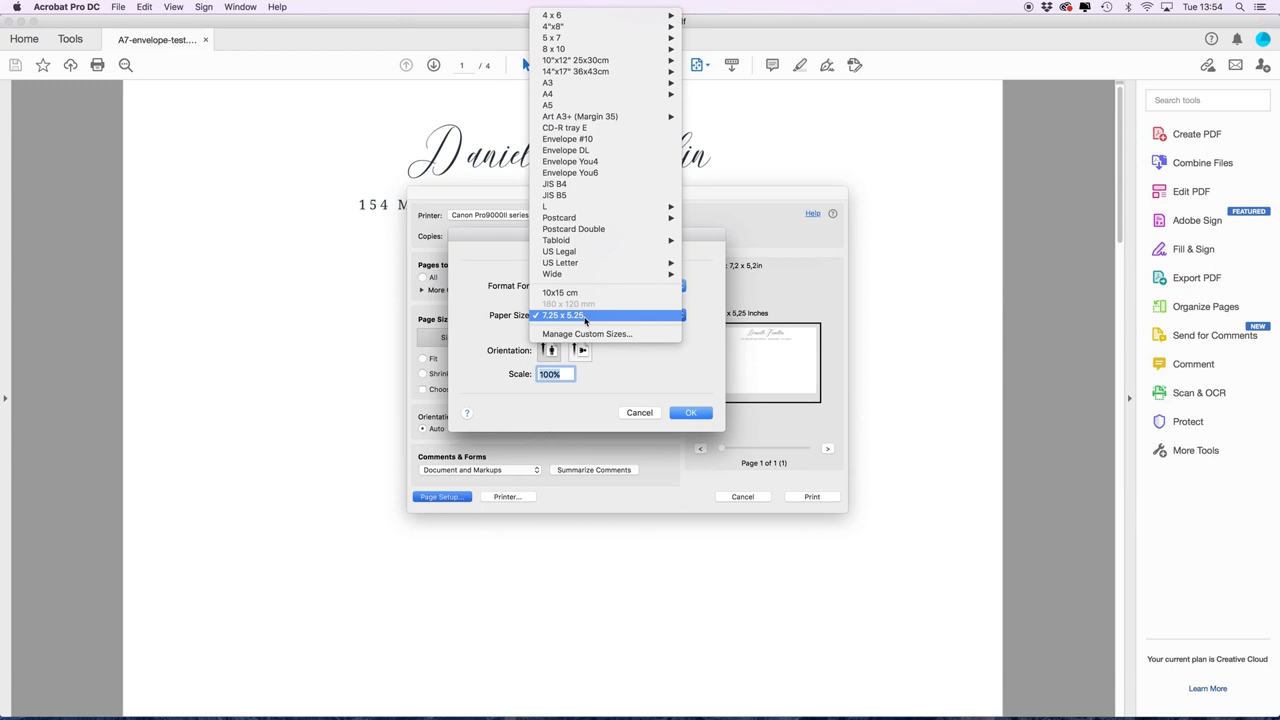 Acrobat Pro DC File Edit View Sign Window Help
Tue 13:54
Home Tools
A7-envelope-test.... ×
1 / 4
Search tools
Create PDF
Combine Files
Edit PDF
Adobe Sign
FEATURED
Fill & Sign
Export PDF
Organize Pages
NEW
Send for Comments
Comment
Scan & OCR
Protect
More Tools
Your current plan is Creative Cloud
Learn More
154 M
Printer: Canon Pro9000II series
Help
Copies:
Pages to
All
More
Page Siz
Fit
Shrin
Choos
Orientatio
Auto
Comments & Forms
Document and Markups
Summarize Comments
Page Setup...
Printer...
Cancel
Print
: 7,2 x 5,2in
x 5,25 Inches
< >
Page 1 of 1 (1)
Format For
Paper Size
Orientation:
Scale: 100%
?
Cancel
OK
4 x 6
4"x8"
5 x 7
8 x 10
10"x12" 25x30cm
14"x17" 36x43cm
A3
A4
A5
Art A3+ (Margin 35)
CD-R tray E
Envelope #10
Envelope DL
Envelope You4
Envelope You6
JIS B4
JIS B5
L
Postcard
Postcard Double
Tabloid
US Legal
US Letter
Wide
10x15 cm
180 x 120 mm
✓ 7.25 x 5.25
Manage Custom Sizes...